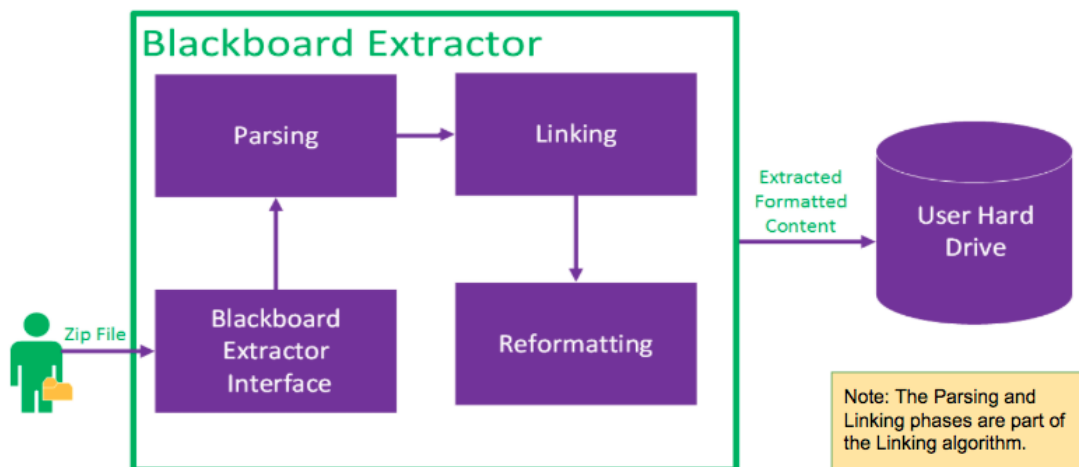 Blackboard Extractor
Parsing
Linking
Extracted
Formatted
Content
User Hard
Drive
Zip File
Blackboard
Extractor
Interface
Reformatting
Note: The Parsing and
Linking phases are part of
the Linking algorithm.